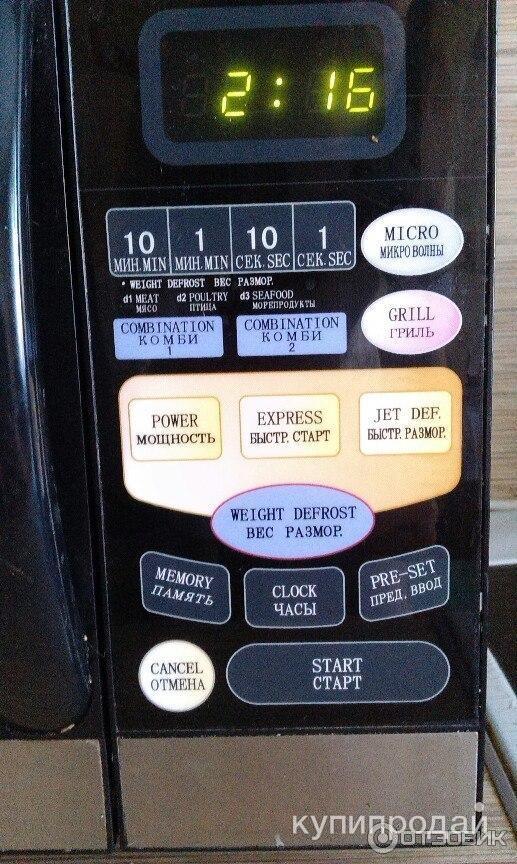 2:16
10 1 10 1
МИН. MIN МИН. MIN СЕК. SEC СЕК. SEC
* WEIGHT DEFROST ВЕС РАЗМОР.
d1 MEAT d2 POULTRY d3 SEAFOOD
МЯСО ПТИЦА МОРЕПРОДУКТЫ
MICRO
МИКРОВОЛНЫ
COMBINATION
КОМБИ
1
COMBINATION
КОМБИ
2
GRILL
ГРИЛЬ
POWER
МОЩНОСТЬ
EXPRESS
БЫСТР. СТАРТ
JET DEF.
БЫСТР. РАЗМОР.
WEIGHT DEFROST
ВЕС РАЗМОР.
MEMORY
ПАМЯТЬ
CLOCK
ЧАСЫ
PRE-SET
ПРЕД. ВВОД
CANCEL
ОТМЕНА
START
СТАРТ
купипродай
ОТЗОВИК